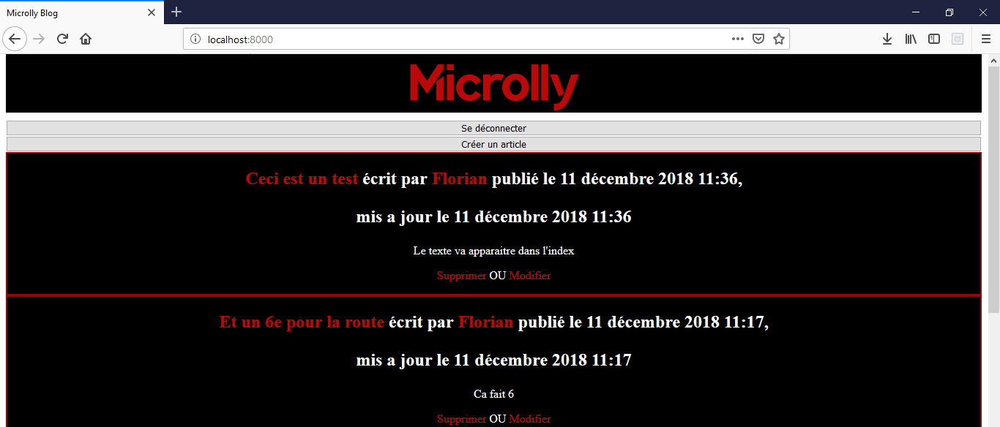 Microlly Blog
localhost:8000
Microlly
Se déconnecter
Créer un article
Ceci est un test écrit par Florian publié le 11 décembre 2018 11:36,
mis a jour le 11 décembre 2018 11:36
Le texte va apparaitre dans l'index
Supprimer OU Modifier
Et un 6e pour la route écrit par Florian publié le 11 décembre 2018 11:17,
mis a jour le 11 décembre 2018 11:17
Ca fait 6
Supprimer OU Modifier